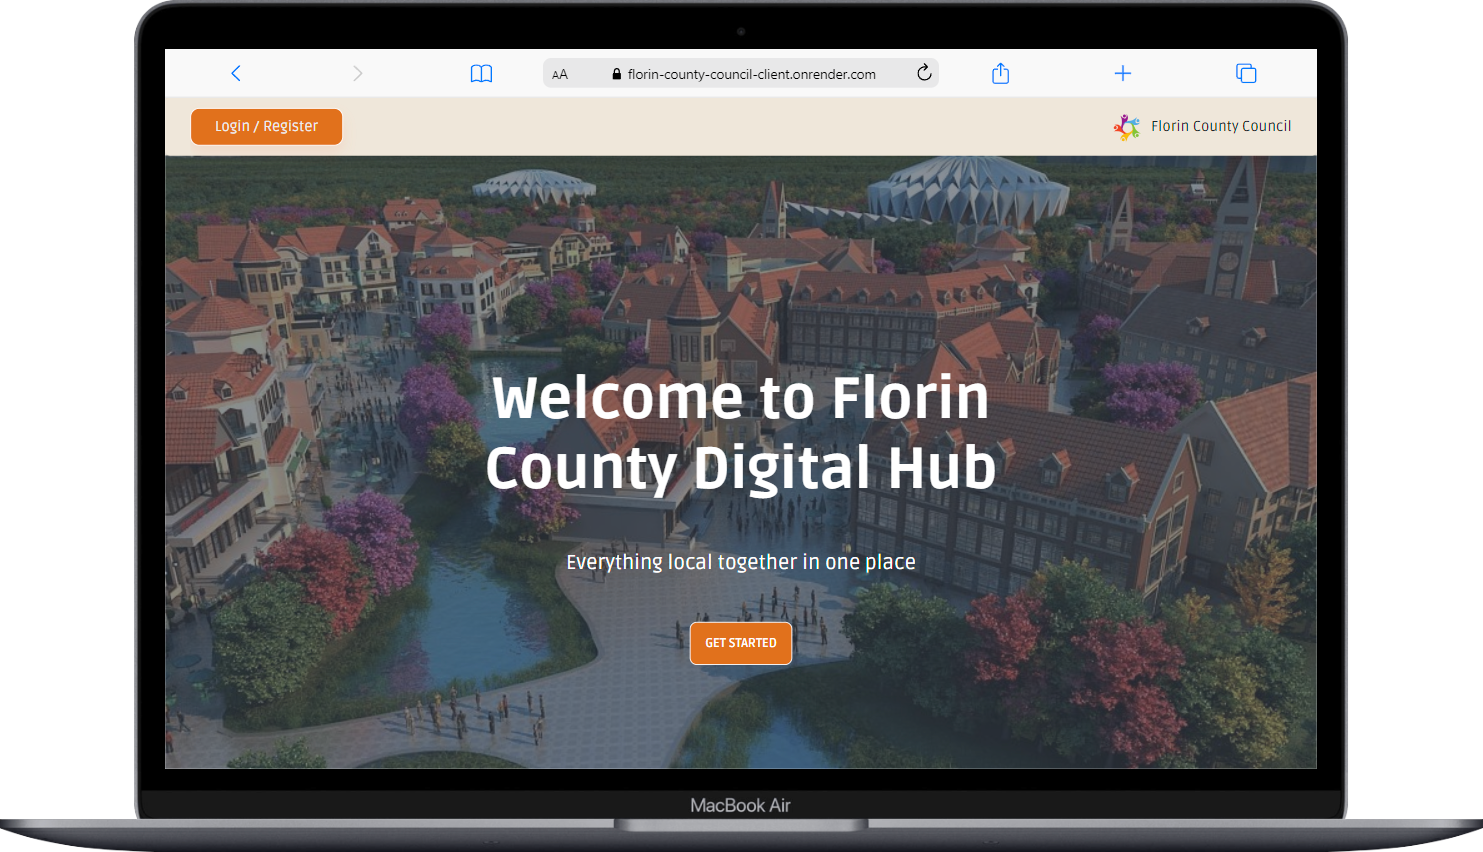 AA florin-county-council-client.onrender.com
Login / Register
Florin County Council
Welcome to Florin
County Digital Hub
Everything local together in one place
GET STARTED
MacBook Air